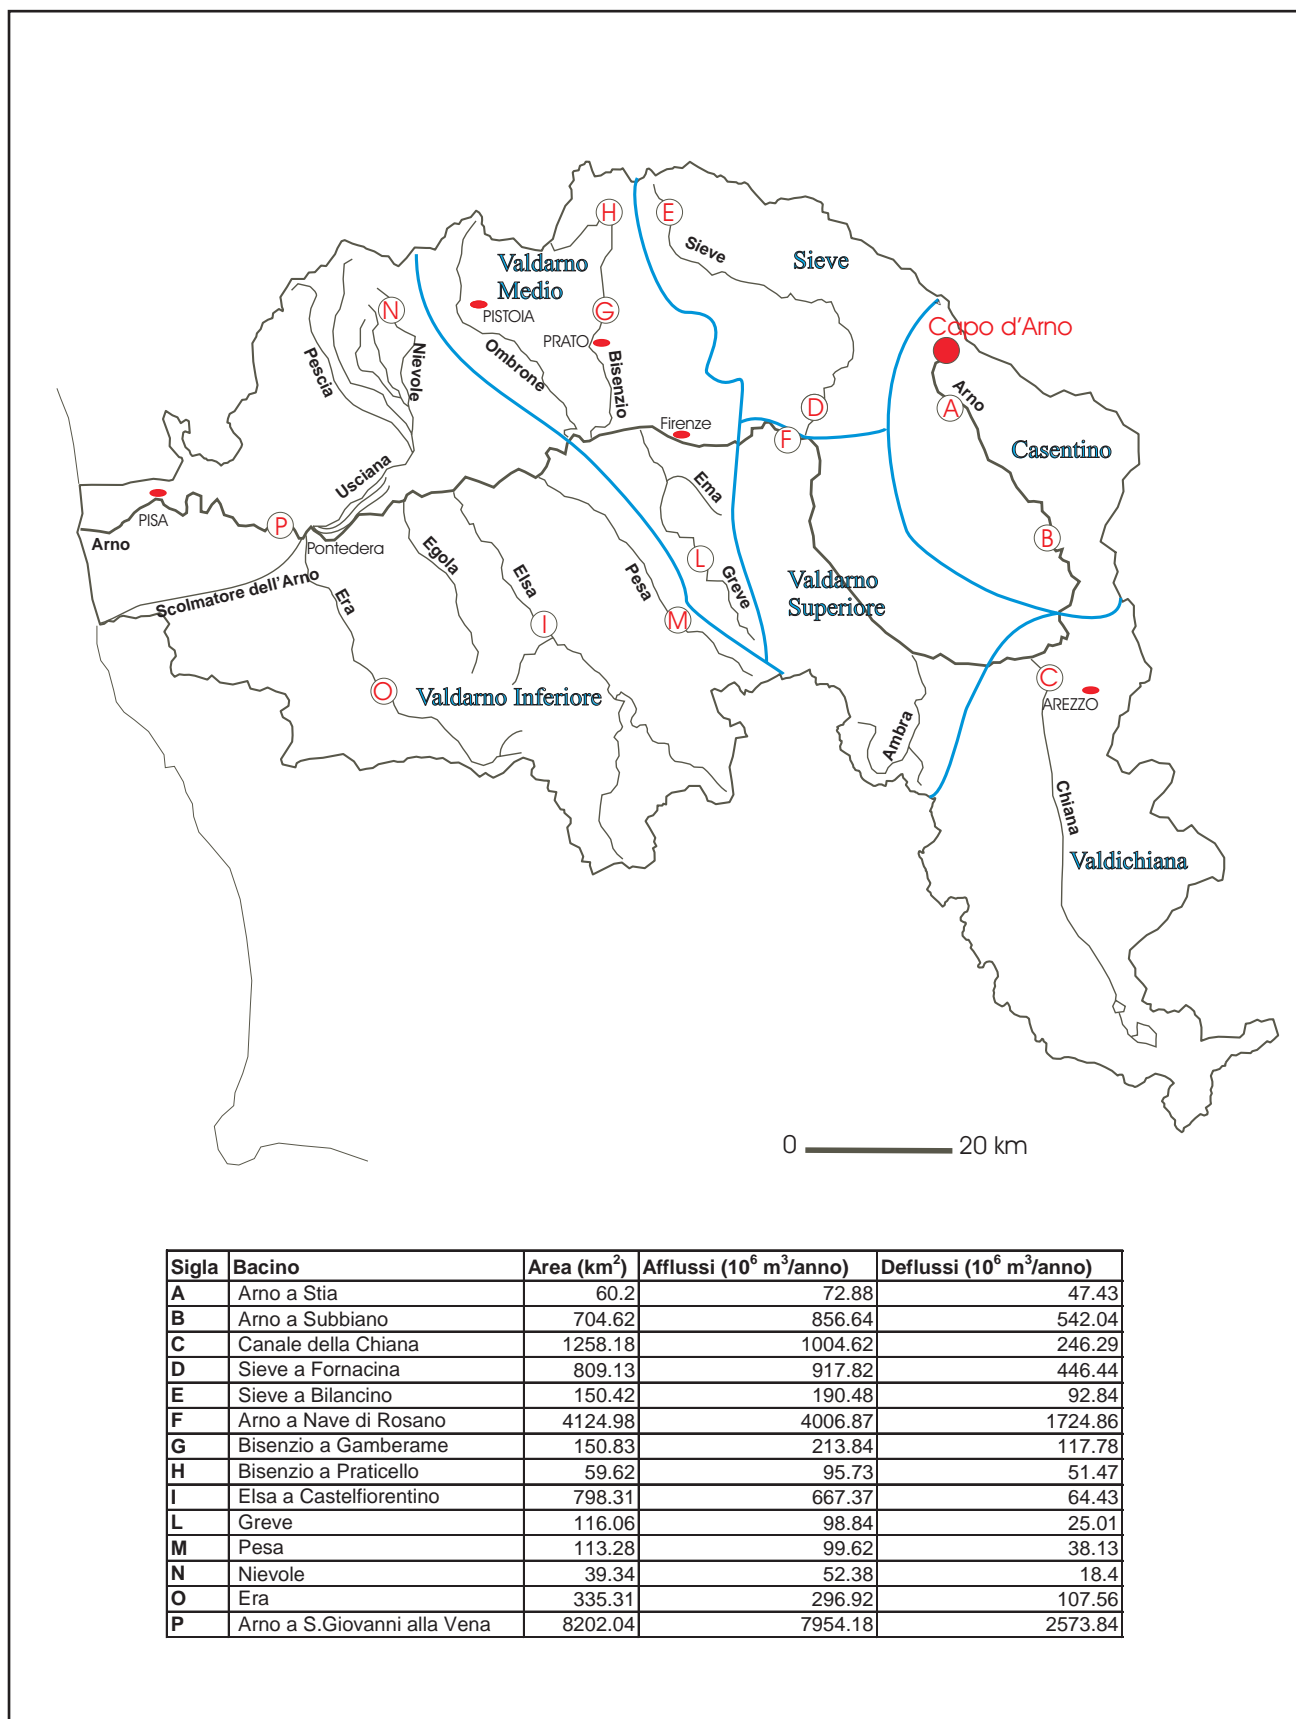 H
E
Sieve
Sieve
Valdarno
Medio
N
PISTOIA
G
Capo d'Arno
PRATO
Pescia
Nievole
Ombrone
Bisenzio
Arno
A
D
Firenze
F
Casentino
Usciana
Ema
PISA
P
Arno
Pontedera
B
Scolmatore dell'Arno
Era
Egola
Elsa
Pesa
L
Greve
Valdarno
Superiore
I
M
O
Valdarno Inferiore
C
AREZZO
Ambra
Chiana
Valdichiana
0 20 km
Sigla Bacino Area (km²) Afflussi (10⁶ m³/anno) Deflussi (10⁶ m³/anno)
A Arno a Stia 60.2 72.88 47.43
B Arno a Subbiano 704.62 856.64 542.04
C Canale della Chiana 1258.18 1004.62 246.29
D Sieve a Fornacina 809.13 917.82 446.44
E Sieve a Bilancino 150.42 190.48 92.84
F Arno a Nave di Rosano 4124.98 4006.87 1724.86
G Bisenzio a Gamberame 150.83 213.84 117.78
H Bisenzio a Praticello 59.62 95.73 51.47
I Elsa a Castelfiorentino 798.31 667.37 64.43
L Greve 116.06 98.84 25.01
M Pesa 113.28 99.62 38.13
N Nievole 39.34 52.38 18.4
O Era 335.31 296.92 107.56
P Arno a S.Giovanni alla Vena 8202.04 7954.18 2573.84